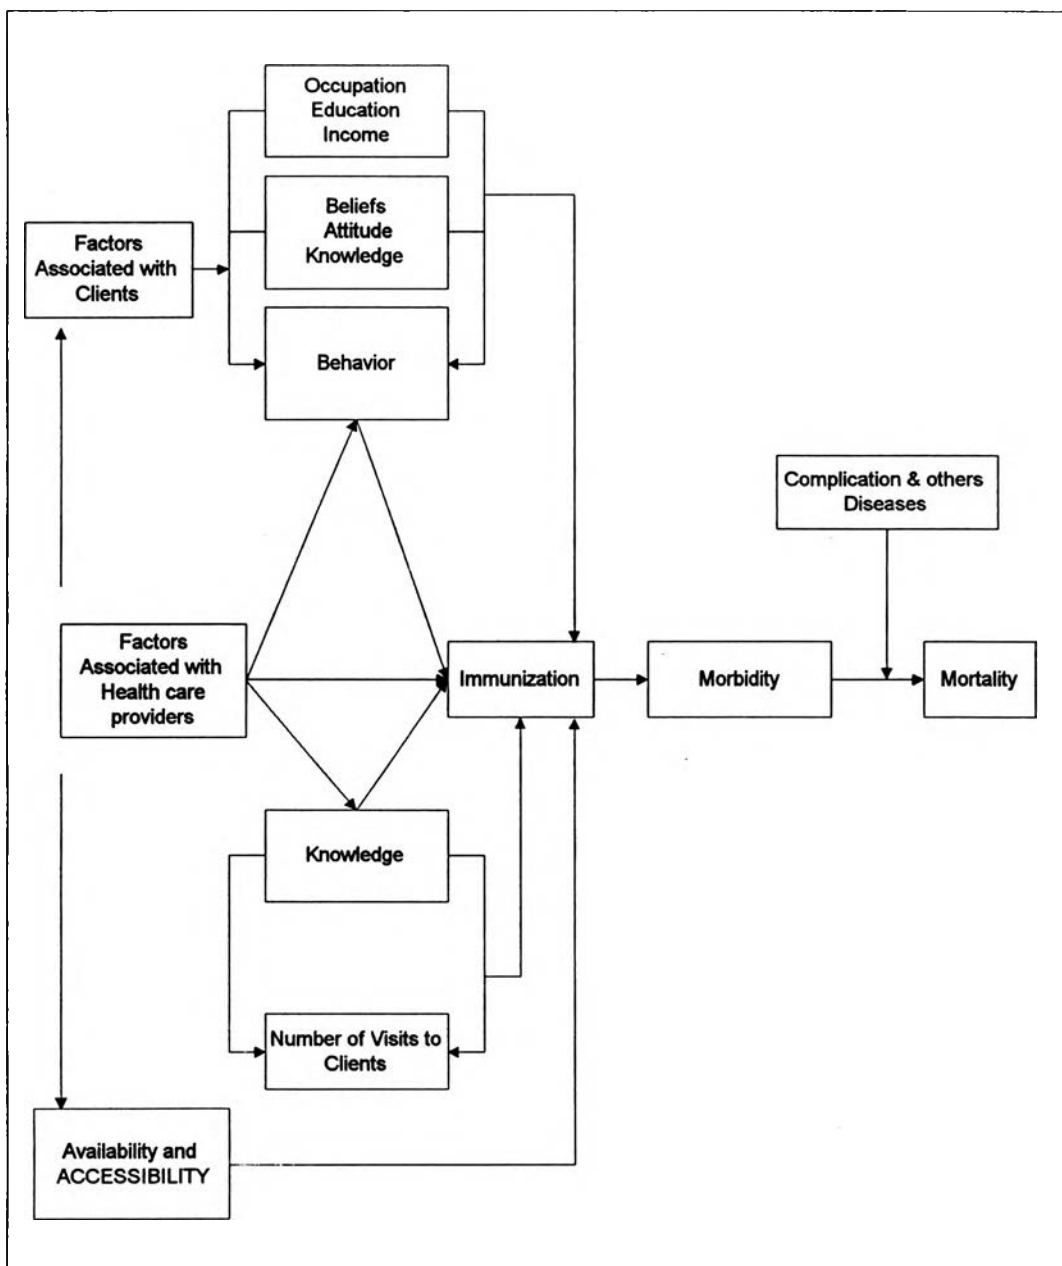 Occupation
Education
Income
Beliefs
Attitude
Knowledge
Factors
Associated with
Clients
Behavior
Complication & others
Diseases
Factors
Associated with
Health care
providers
Immunization
Morbidity
Mortality
Knowledge
Number of Visits to
Clients
Availability and
ACCESSIBILITY